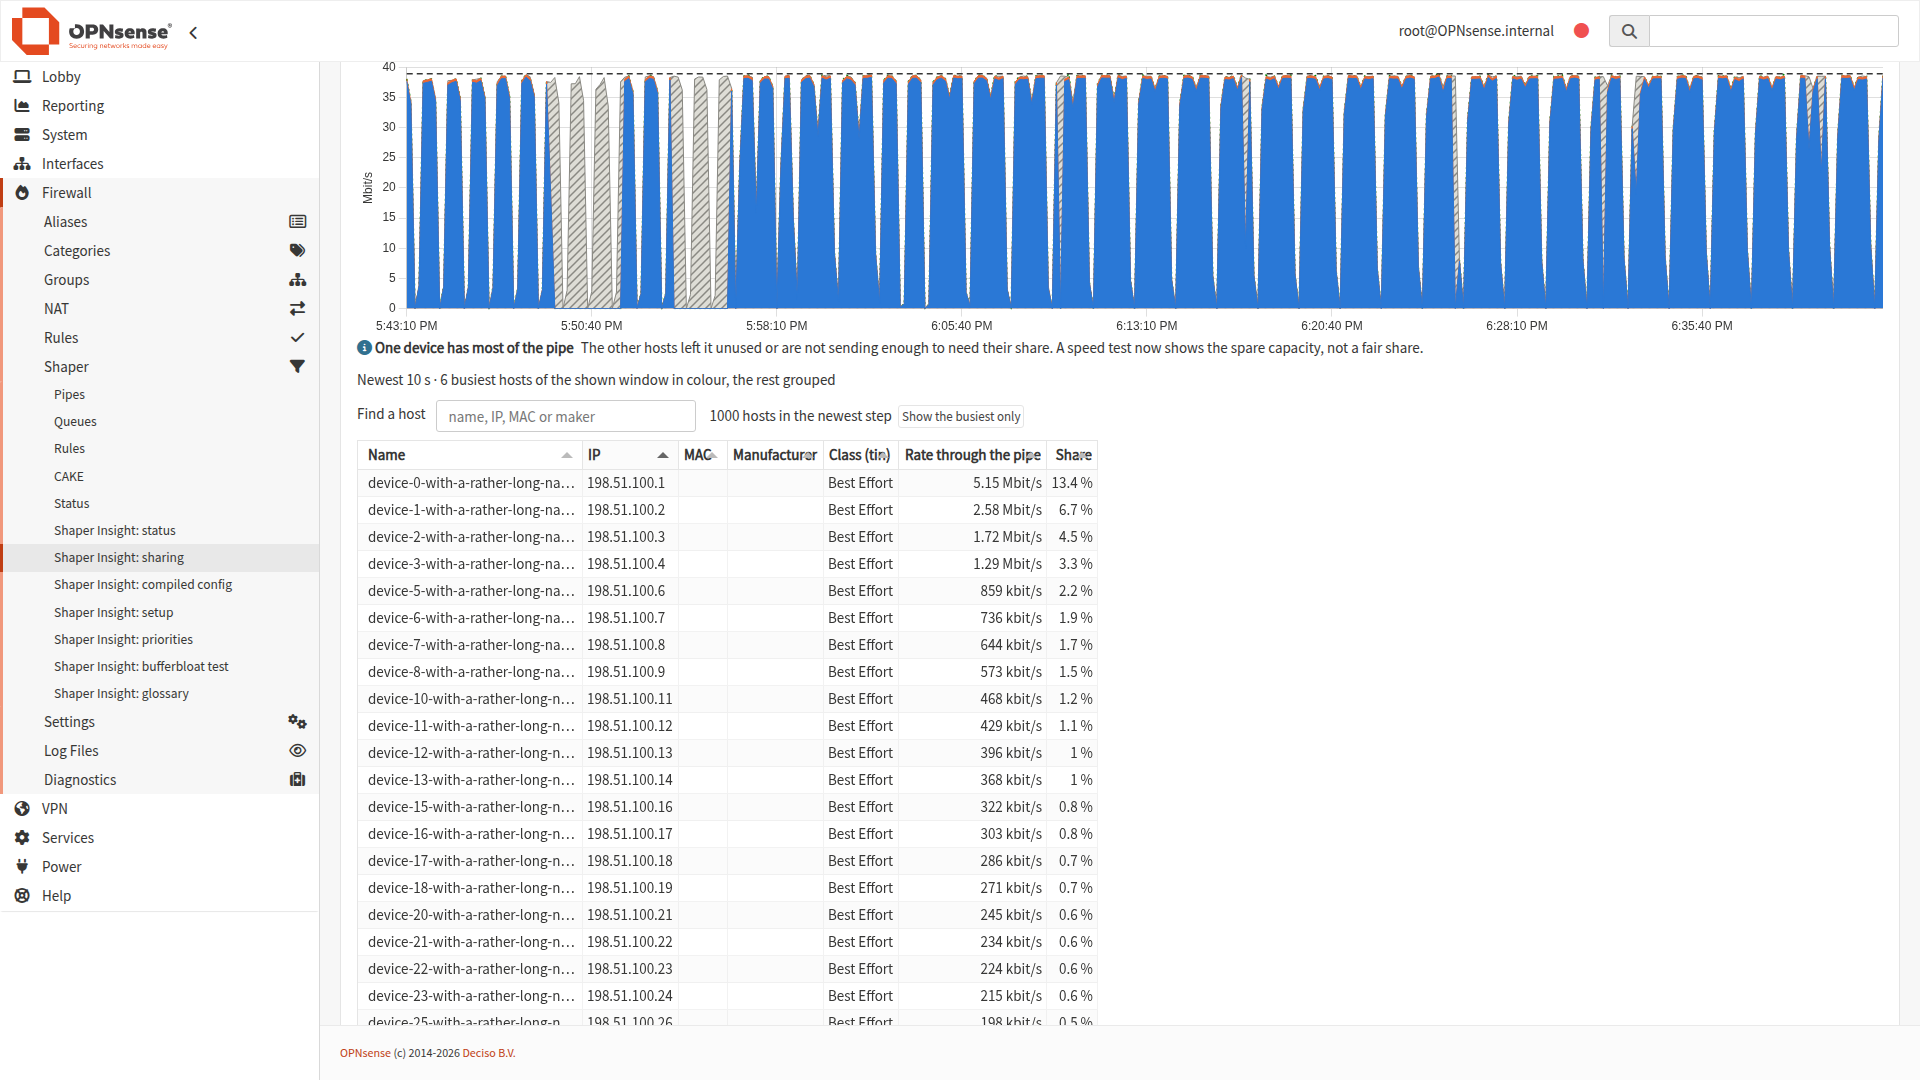 OPNsense®
Securing networks made easy
root@OPNsense.internal
Lobby
Reporting
System
Interfaces
Firewall
Aliases
Categories
Groups
NAT
Rules
Shaper
Pipes
Queues
Rules
CAKE
Status
Shaper Insight: status
Shaper Insight: sharing
Shaper Insight: compiled config
Shaper Insight: setup
Shaper Insight: priorities
Shaper Insight: bufferbloat test
Shaper Insight: glossary
Settings
Log Files
Diagnostics
VPN
Services
Power
Help
Mbit/s
40
35
30
25
20
15
10
5
0
5:43:10 PM 5:50:40 PM 5:58:10 PM 6:05:40 PM 6:13:10 PM 6:20:40 PM 6:28:10 PM 6:35:40 PM
One device has most of the pipe The other hosts left it unused or are not sending enough to need their share. A speed test now shows the spare capacity, not a fair share.
Newest 10 s · 6 busiest hosts of the shown window in colour, the rest grouped
Find a host name, IP, MAC or maker 1000 hosts in the newest step Show the busiest only
Name IP MAC Manufacturer Class (tin) Rate through the pipe Share
device-0-with-a-rather-long-na… 198.51.100.1 Best Effort 5.15 Mbit/s 13.4 %
device-1-with-a-rather-long-na… 198.51.100.2 Best Effort 2.58 Mbit/s 6.7 %
device-2-with-a-rather-long-na… 198.51.100.3 Best Effort 1.72 Mbit/s 4.5 %
device-3-with-a-rather-long-na… 198.51.100.4 Best Effort 1.29 Mbit/s 3.3 %
device-5-with-a-rather-long-na… 198.51.100.6 Best Effort 859 kbit/s 2.2 %
device-6-with-a-rather-long-na… 198.51.100.7 Best Effort 736 kbit/s 1.9 %
device-7-with-a-rather-long-na… 198.51.100.8 Best Effort 644 kbit/s 1.7 %
device-8-with-a-rather-long-na… 198.51.100.9 Best Effort 573 kbit/s 1.5 %
device-10-with-a-rather-long-n… 198.51.100.11 Best Effort 468 kbit/s 1.2 %
device-11-with-a-rather-long-n… 198.51.100.12 Best Effort 429 kbit/s 1.1 %
device-12-with-a-rather-long-n… 198.51.100.13 Best Effort 396 kbit/s 1 %
device-13-with-a-rather-long-n… 198.51.100.14 Best Effort 368 kbit/s 1 %
device-15-with-a-rather-long-n… 198.51.100.16 Best Effort 322 kbit/s 0.8 %
device-16-with-a-rather-long-n… 198.51.100.17 Best Effort 303 kbit/s 0.8 %
device-17-with-a-rather-long-n… 198.51.100.18 Best Effort 286 kbit/s 0.7 %
device-18-with-a-rather-long-n… 198.51.100.19 Best Effort 271 kbit/s 0.7 %
device-20-with-a-rather-long-n… 198.51.100.21 Best Effort 245 kbit/s 0.6 %
device-21-with-a-rather-long-n… 198.51.100.22 Best Effort 234 kbit/s 0.6 %
device-22-with-a-rather-long-n… 198.51.100.23 Best Effort 224 kbit/s 0.6 %
device-23-with-a-rather-long-n… 198.51.100.24 Best Effort 215 kbit/s 0.6 %
device-25-with-a-rather-long-n… 198.51.100.26 Best Effort 198 kbit/s 0.5 %
OPNsense (c) 2014-2026 Deciso B.V.